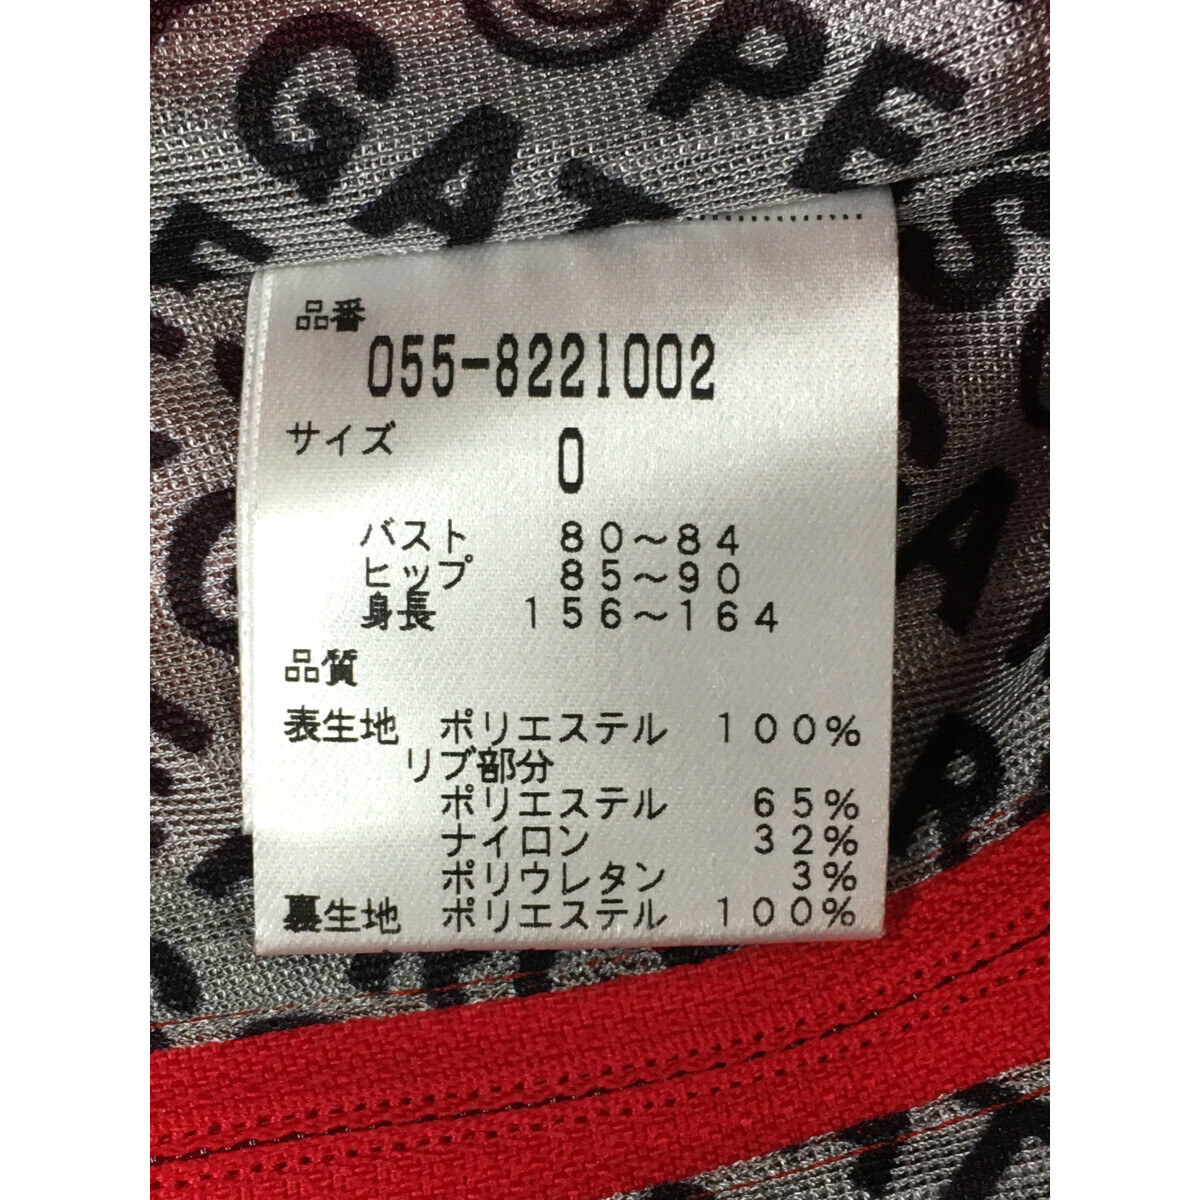 GA
PES
品番
055-8221002
サイズ
0
バスト 80～84
ヒップ 85～90
身長 156～164
品質
表生地 ポリエステル 100%
リブ部分
ポリエステル 65%
ナイロン 32%
ポリウレタン 3%
裏生地 ポリエステル 100%